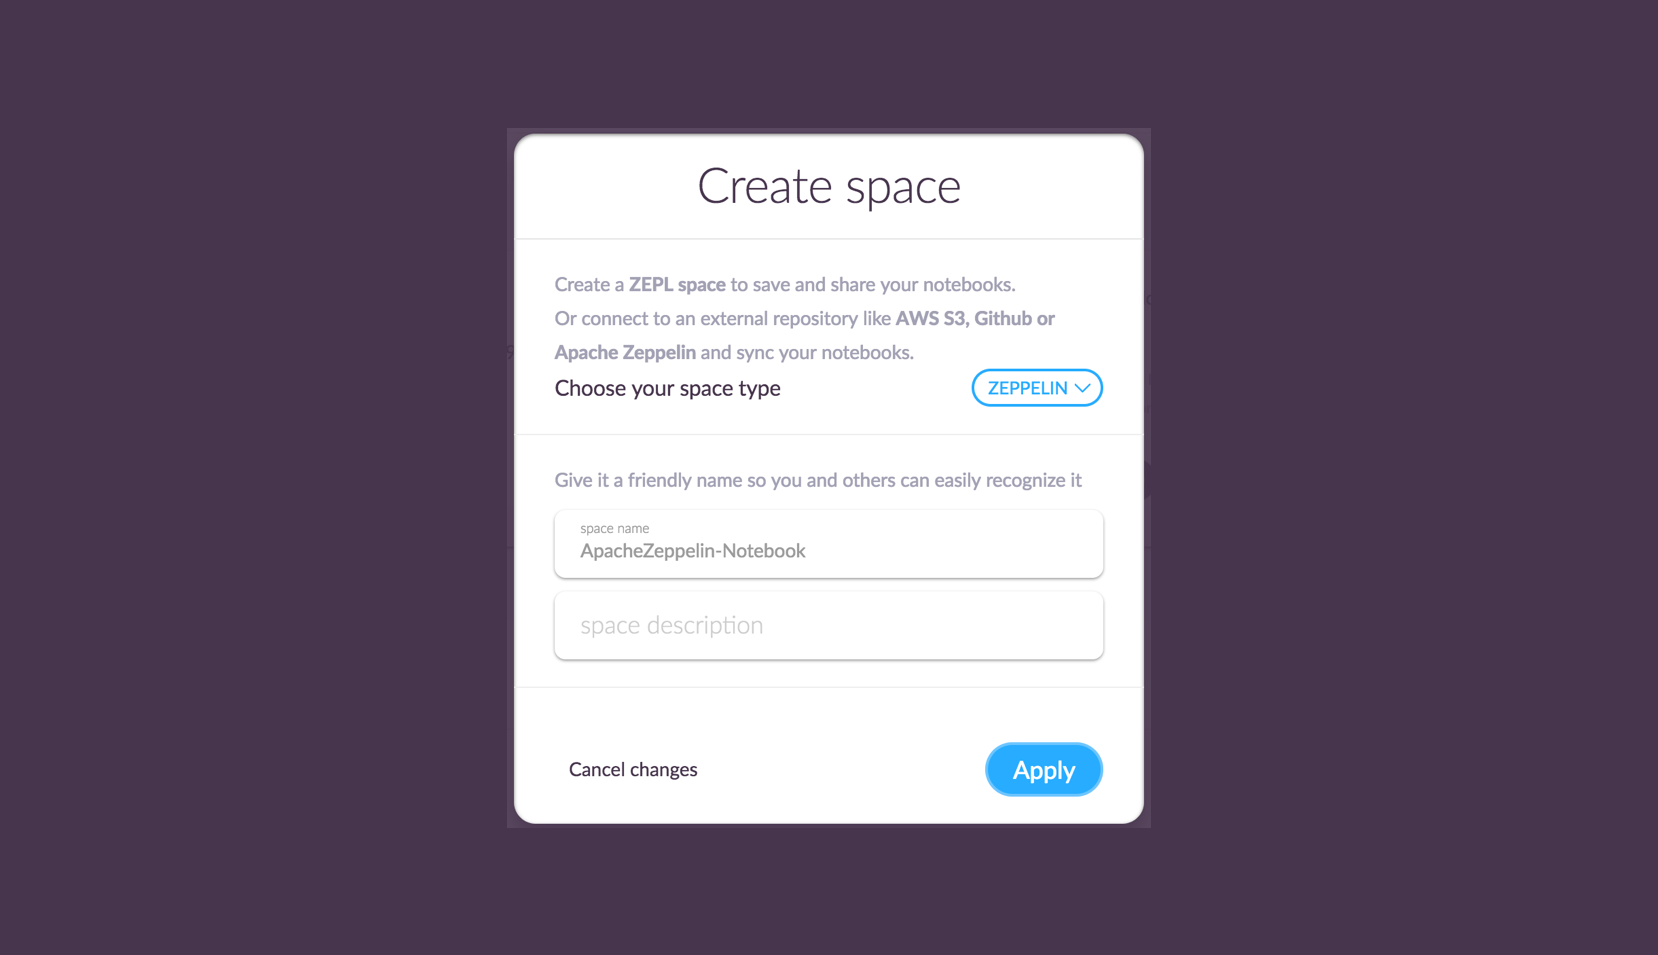 Create space
Create a ZEPL space to save and share your notebooks.
Or connect to an external repository like AWS S3, Github or
Apache Zeppelin and sync your notebooks.
Choose your space type
ZEPPELIN
Give it a friendly name so you and others can easily recognize it
space name
ApacheZeppelin-Notebook
space description
Cancel changes
Apply